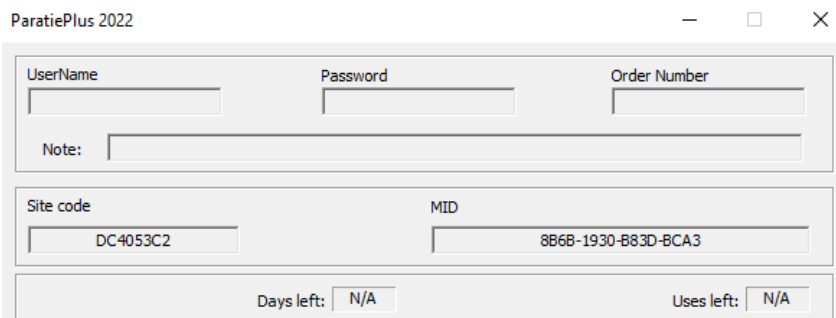 ParatiePlus 2022
UserName Password Order Number
Note:
Site code MID
DC4053C2 8B6B-1930-B83D-BCA3
Days left: N/A Uses left: N/A